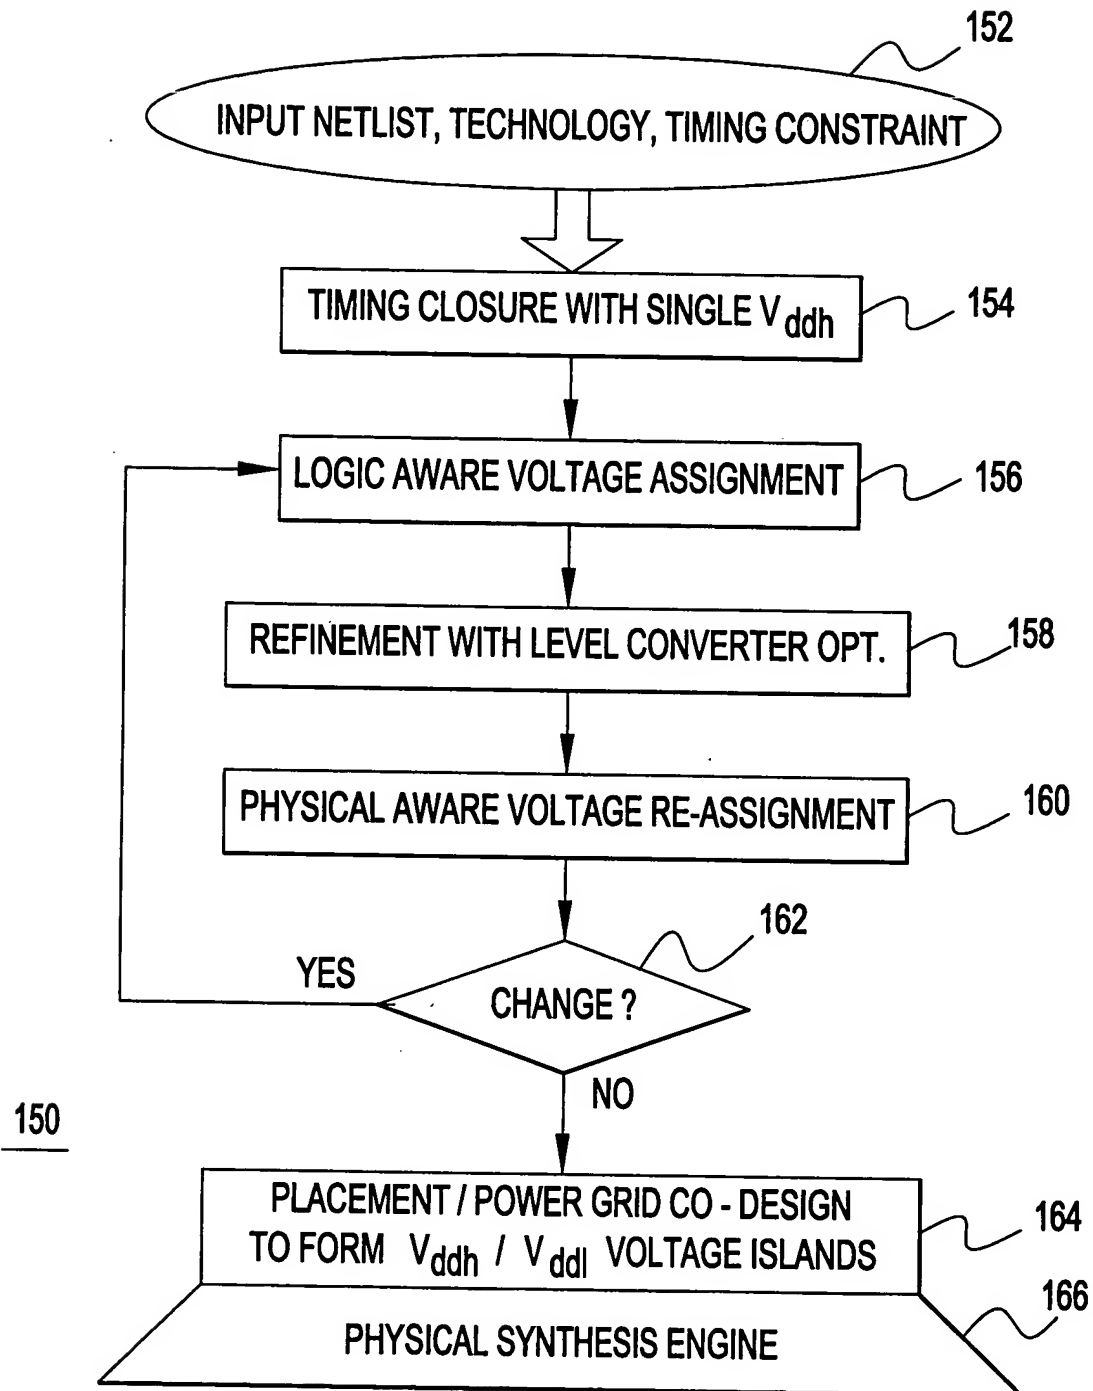 152
INPUT NETLIST, TECHNOLOGY, TIMING CONSTRAINT
TIMING CLOSURE WITH SINGLE Vddh
154
LOGIC AWARE VOLTAGE ASSIGNMENT
156
REFINEMENT WITH LEVEL CONVERTER OPT.
158
PHYSICAL AWARE VOLTAGE RE-ASSIGNMENT
160
162
YES
CHANGE ?
NO
150
PLACEMENT / POWER GRID CO - DESIGN
TO FORM Vddh / Vddl VOLTAGE ISLANDS
164
166
PHYSICAL SYNTHESIS ENGINE